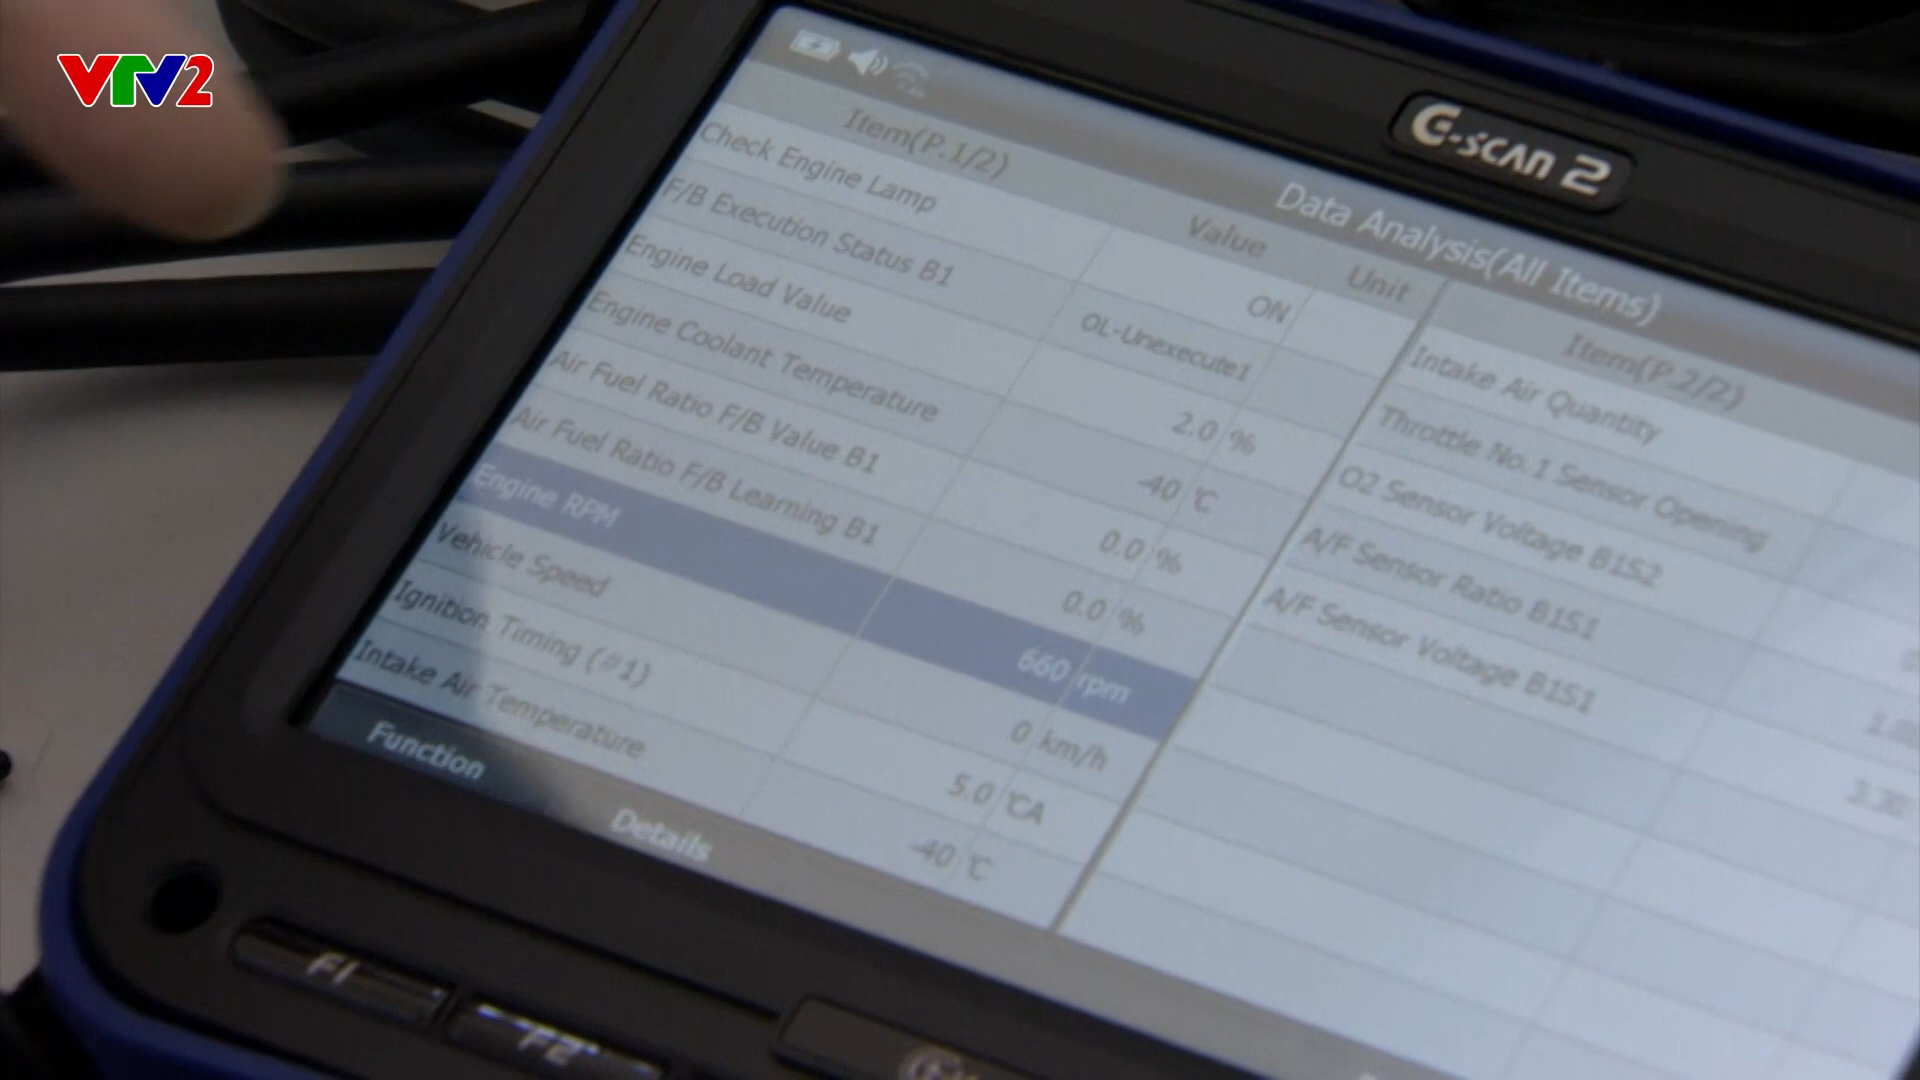 VTV2
G-scan 2
Data Analysis(All Items)
Item(P.1/2) Value Unit
Check Engine Lamp ON
F/B Execution Status B1 OL-Unexecute1
Engine Load Value 2.0 %
Engine Coolant Temperature -40 ℃
Air Fuel Ratio F/B Value B1 0.0 %
Air Fuel Ratio F/B Learning B1 0.0 %
Engine RPM 660 rpm
Vehicle Speed 0 km/h
Ignition Timing (#1) 5.0 °CA
Intake Air Temperature -40 ℃
Item(P.2/2)
Intake Air Quantity
Throttle No.1 Sensor Opening
O2 Sensor Voltage B1S2
A/F Sensor Ratio B1S1
A/F Sensor Voltage B1S1
Function
Details
F1
F2